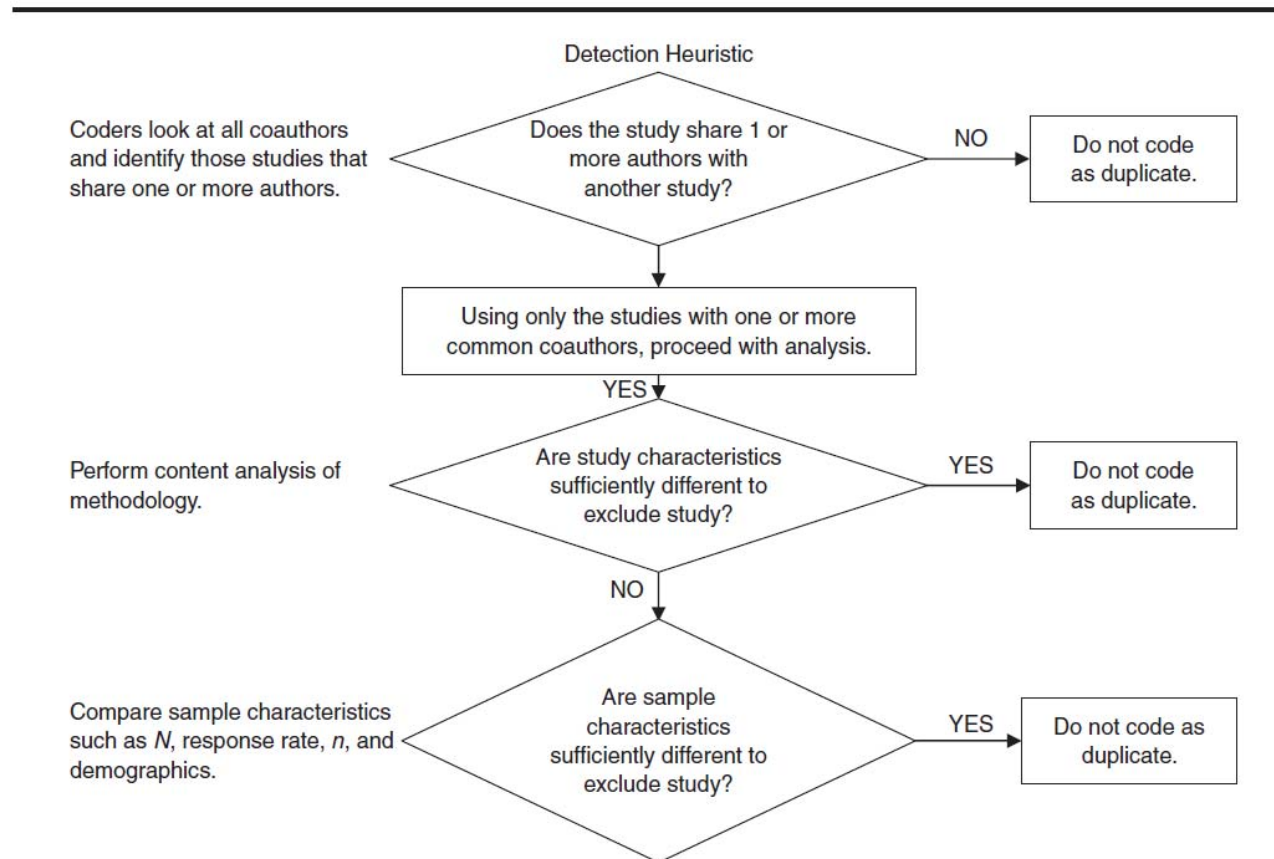 Detection Heuristic
Coders look at all coauthors
and identify those studies that
share one or more authors.
Does the study share 1 or
more authors with
another study?
NO
Do not code
as duplicate.
Using only the studies with one or more
common coauthors, proceed with analysis.
YES
Perform content analysis of
methodology.
Are study characteristics
sufficiently different to
exclude study?
YES
Do not code
as duplicate.
NO
Compare sample characteristics
such as N, response rate, n, and
demographics.
Are sample
characteristics
sufficiently different to
exclude study?
YES
Do not code as
duplicate.